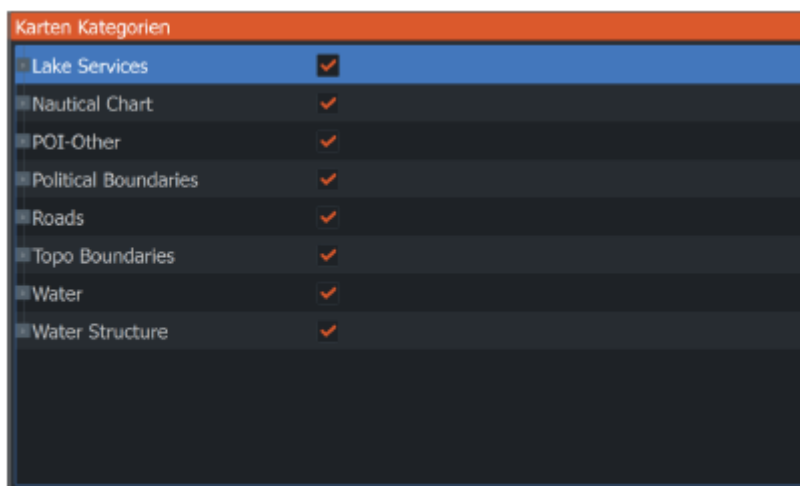 Karten Kategorien
Lake Services
Nautical Chart
POI-Other
Political Boundaries
Roads
Topo Boundaries
Water
Water Structure